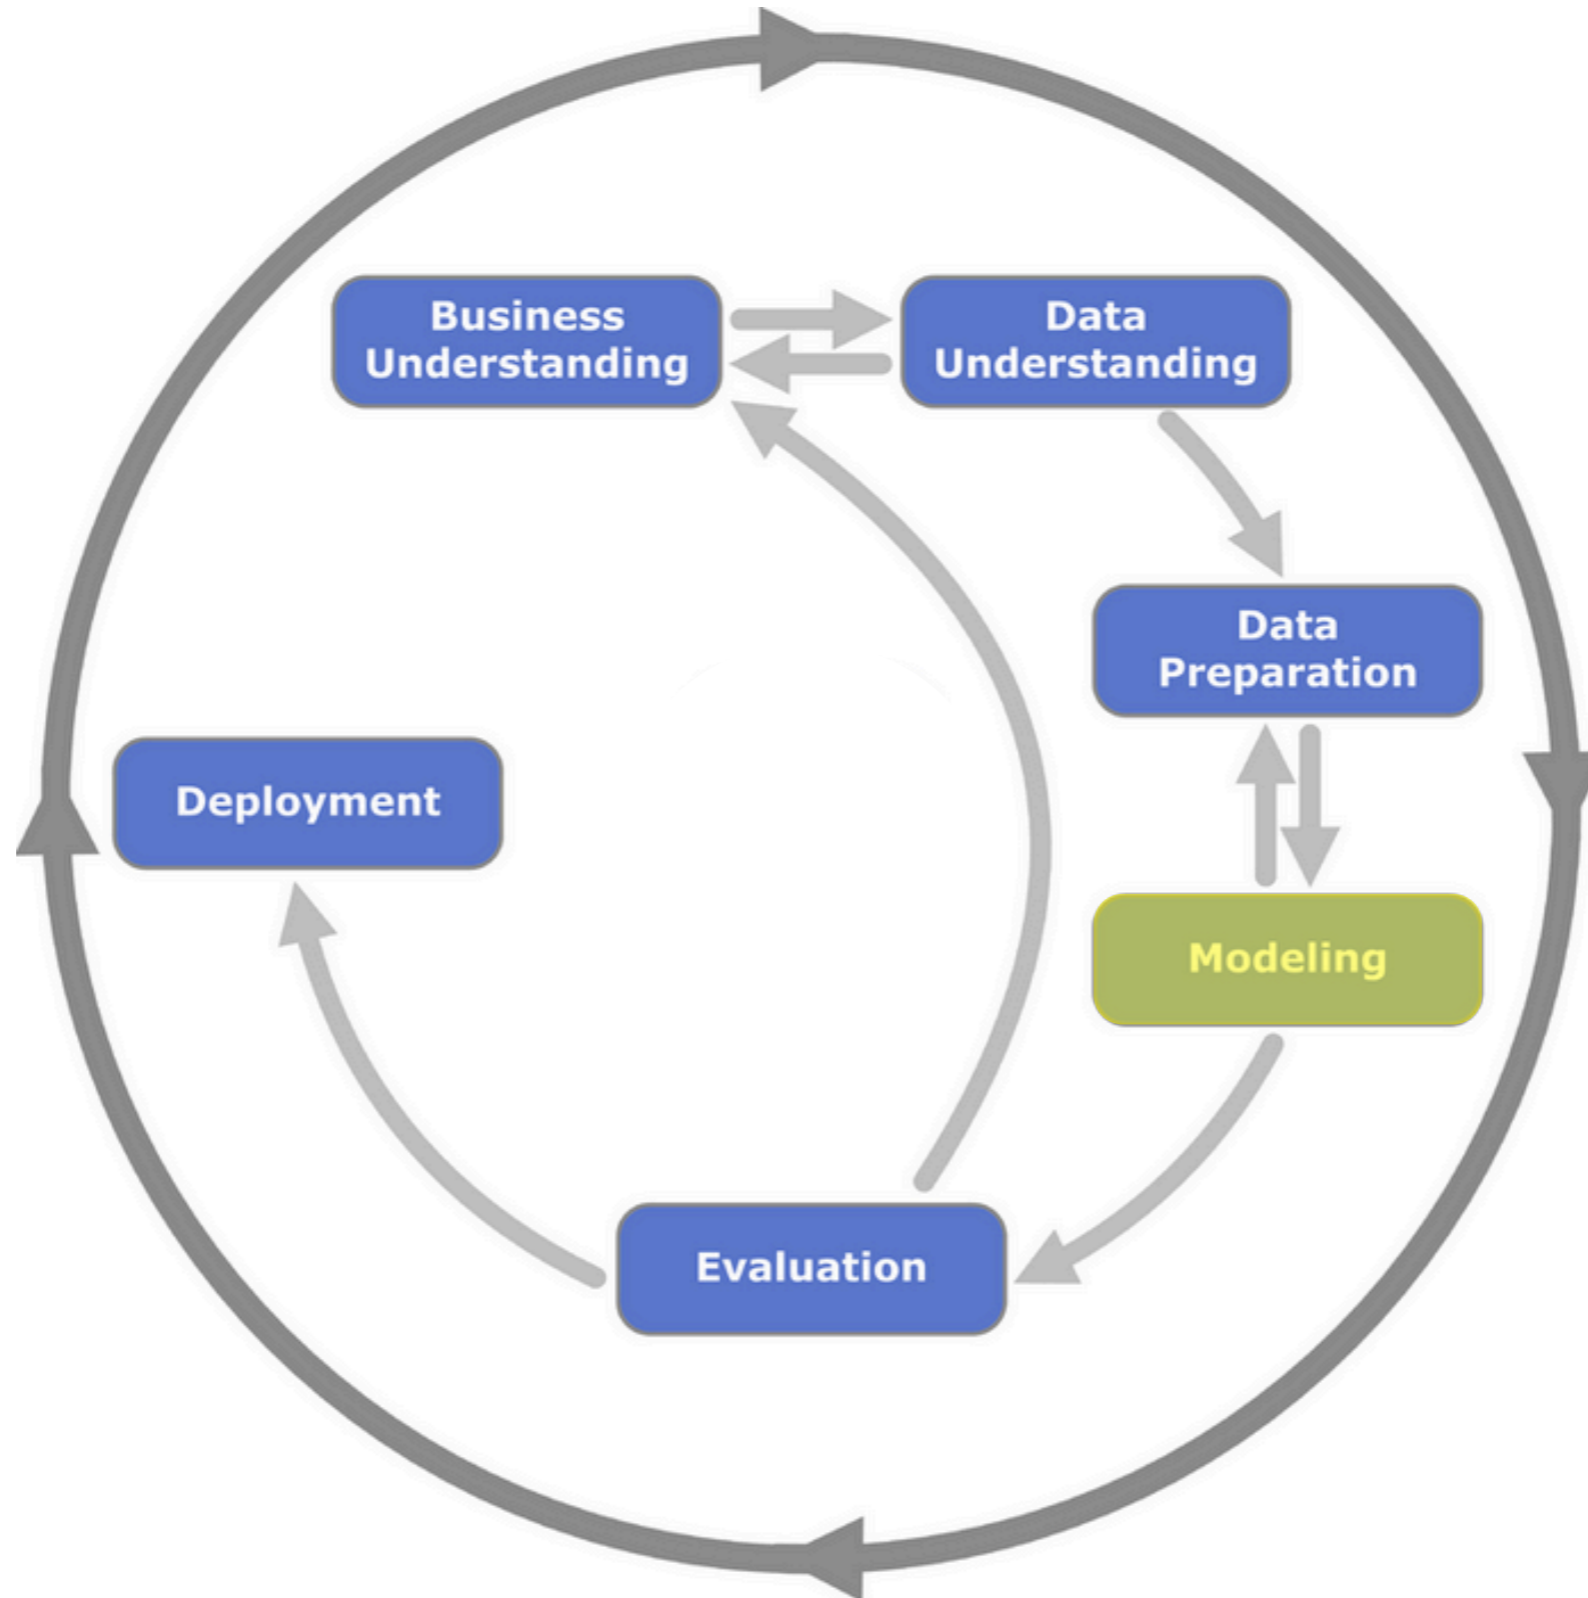 Business
Understanding
Data
Understanding
Data
Preparation
Modeling
Evaluation
Deployment